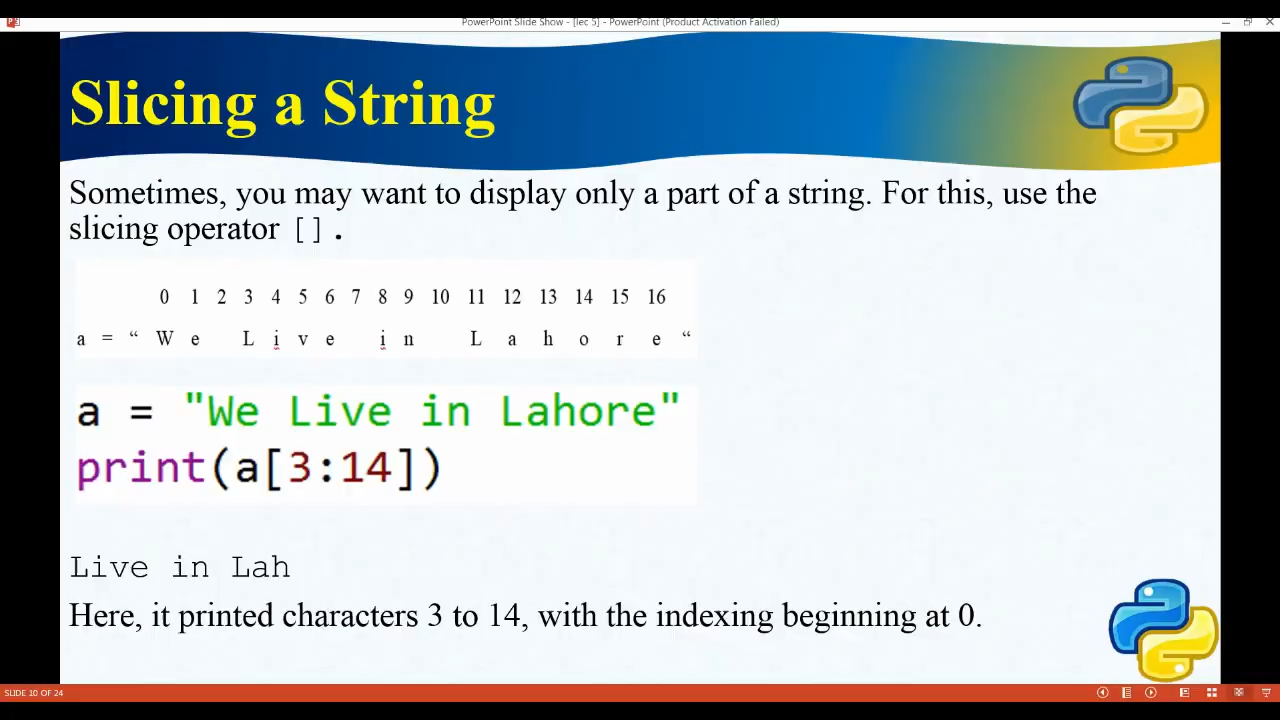 PowerPoint Slide Show - [lec 5] - PowerPoint (Product Activation Failed)
Slicing a String
Sometimes, you may want to display only a part of a string. For this, use the
slicing operator [] .
0 1 2 3 4 5 6 7 8 9 10 11 12 13 14 15 16
a = “ W e L i v e i n L a h o r e “
a = "We Live in Lahore"
print(a[3:14])
Live in Lah
Here, it printed characters 3 to 14, with the indexing beginning at 0.
SLIDE 10 OF 24